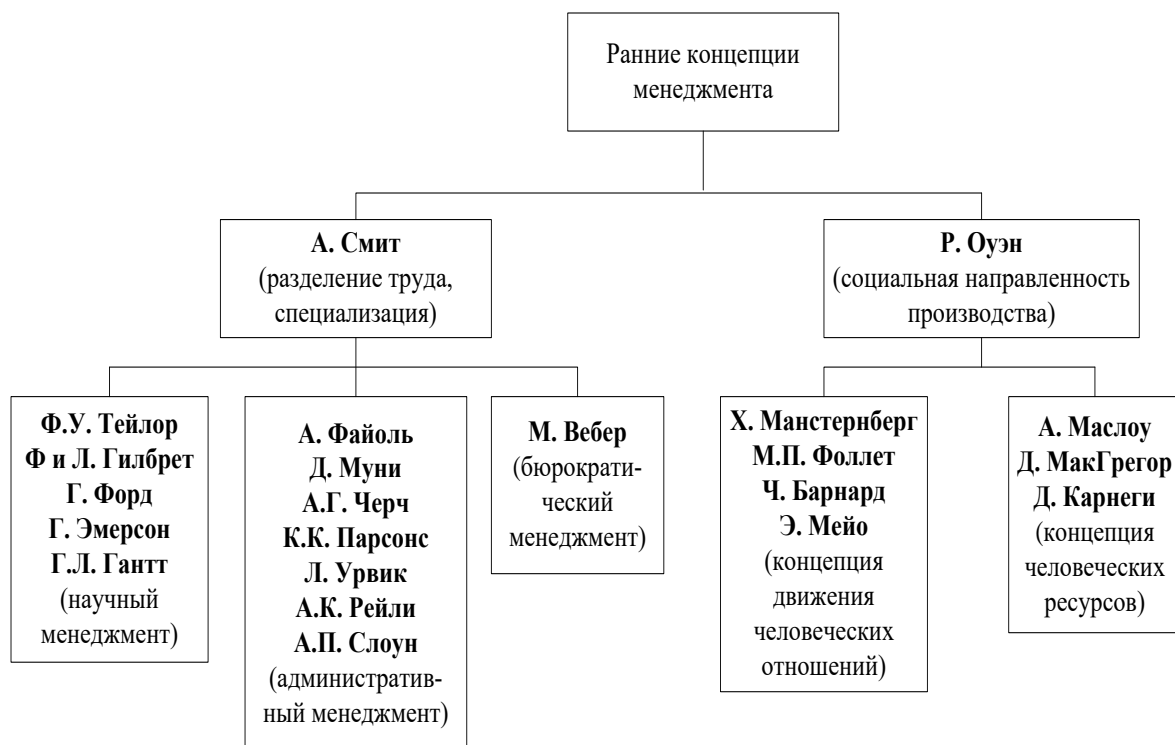 Ранние концепции
менеджмента
А. Смит
(разделение труда,
специализация)
Р. Оуэн
(социальная направленность
производства)
Ф.У. Тейлор
Ф и Л. Гилбрет
Г. Форд
Г. Эмерсон
Г.Л. Гантт
(научный
менеджмент)
А. Файоль
Д. Муни
А.Г. Черч
К.К. Парсонс
Л. Урвик
А.К. Рейли
А.П. Слоун
(административ-
ный менеджмент)
М. Вебер
(бюрократи-
ческий
менеджмент)
Х. Манстернберг
М.П. Фоллет
Ч. Барнард
Э. Мейо
(концепция
движения
человеческих
отношений)
А. Маслоу
Д. МакГрегор
Д. Карнеги
(концепция
человеческих
ресурсов)